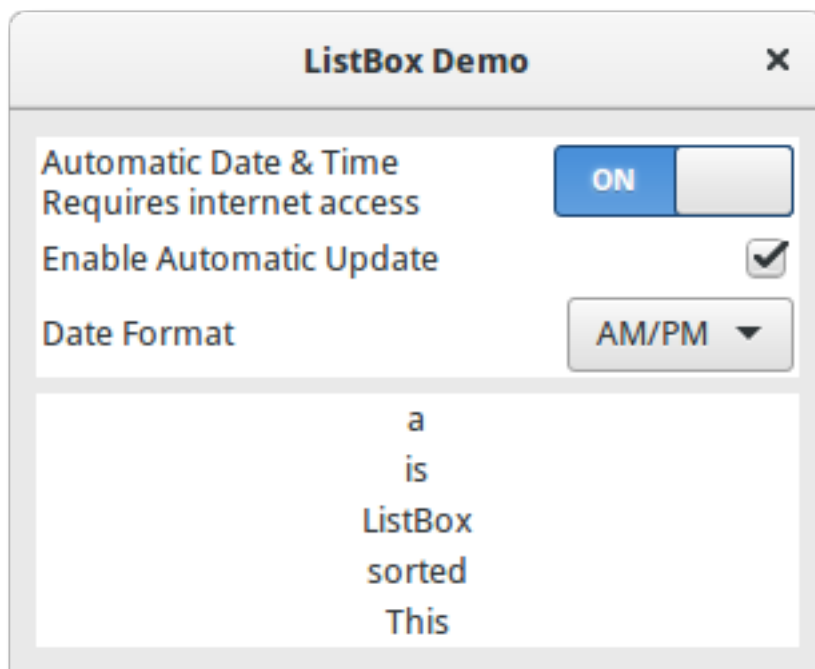 ListBox Demo
Automatic Date & Time
Requires internet access
ON
Enable Automatic Update
Date Format
AM/PM
a
is
ListBox
sorted
This